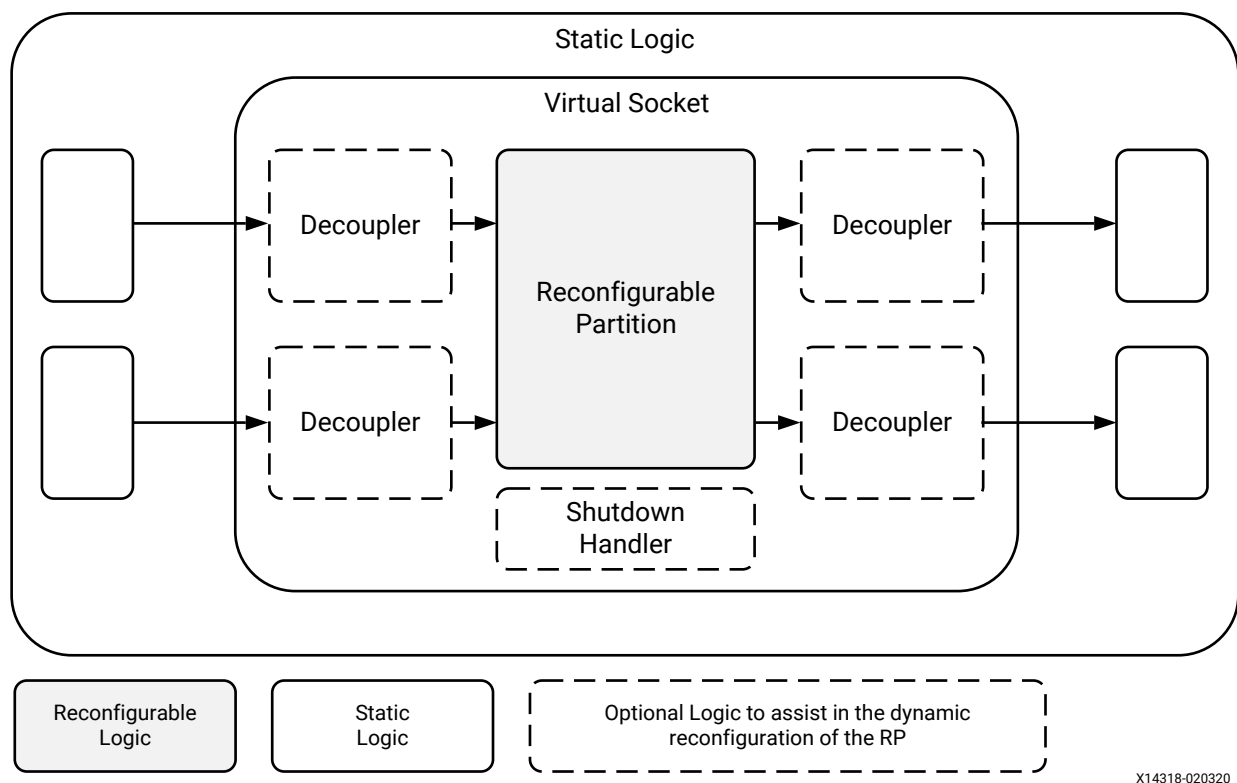 Static Logic
Virtual Socket
Decoupler
Decoupler
Reconfigurable
Partition
Decoupler
Decoupler
Shutdown
Handler
Reconfigurable
Logic
Static
Logic
Optional Logic to assist in the dynamic
reconfiguration of the RP
X14318-020320